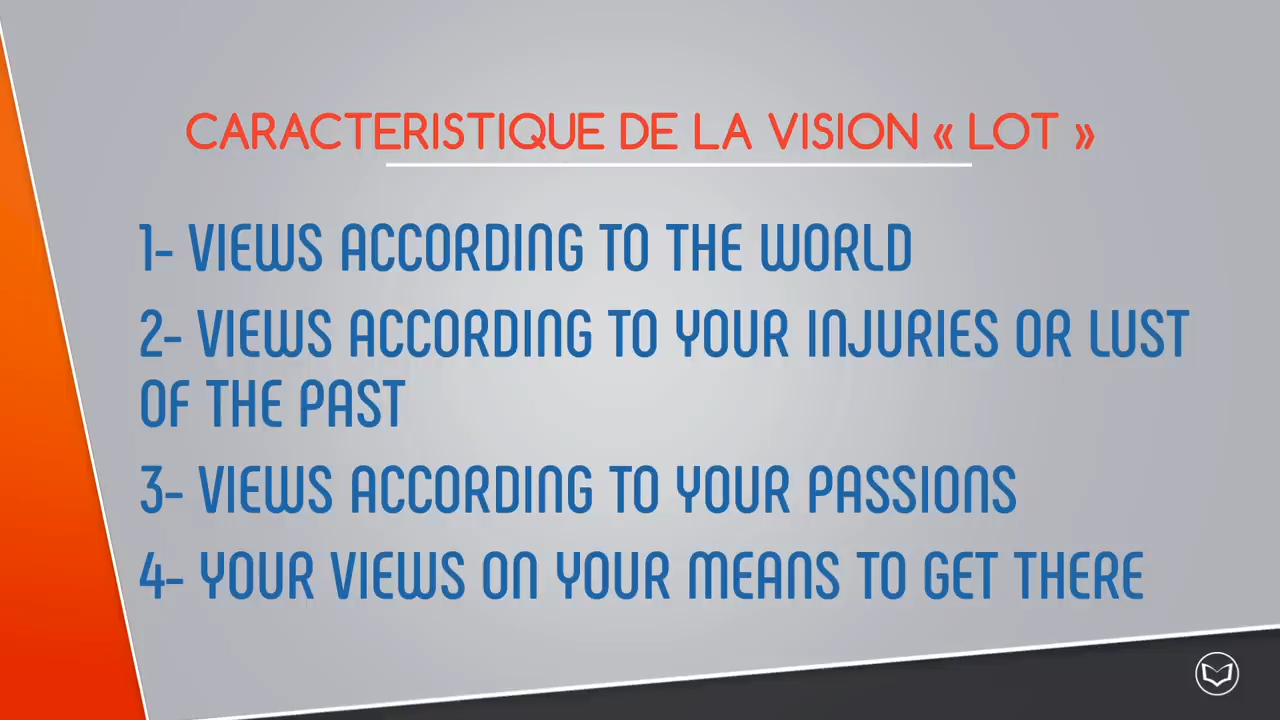 CARACTERISTIQUE DE LA VISION « LOT »
1- VIEWS ACCORDING TO THE WORLD
2- VIEWS ACCORDING TO YOUR INJURIES OR LUST
OF THE PAST
3- VIEWS ACCORDING TO YOUR PASSIONS
4- YOUR VIEWS ON YOUR MEANS TO GET THERE